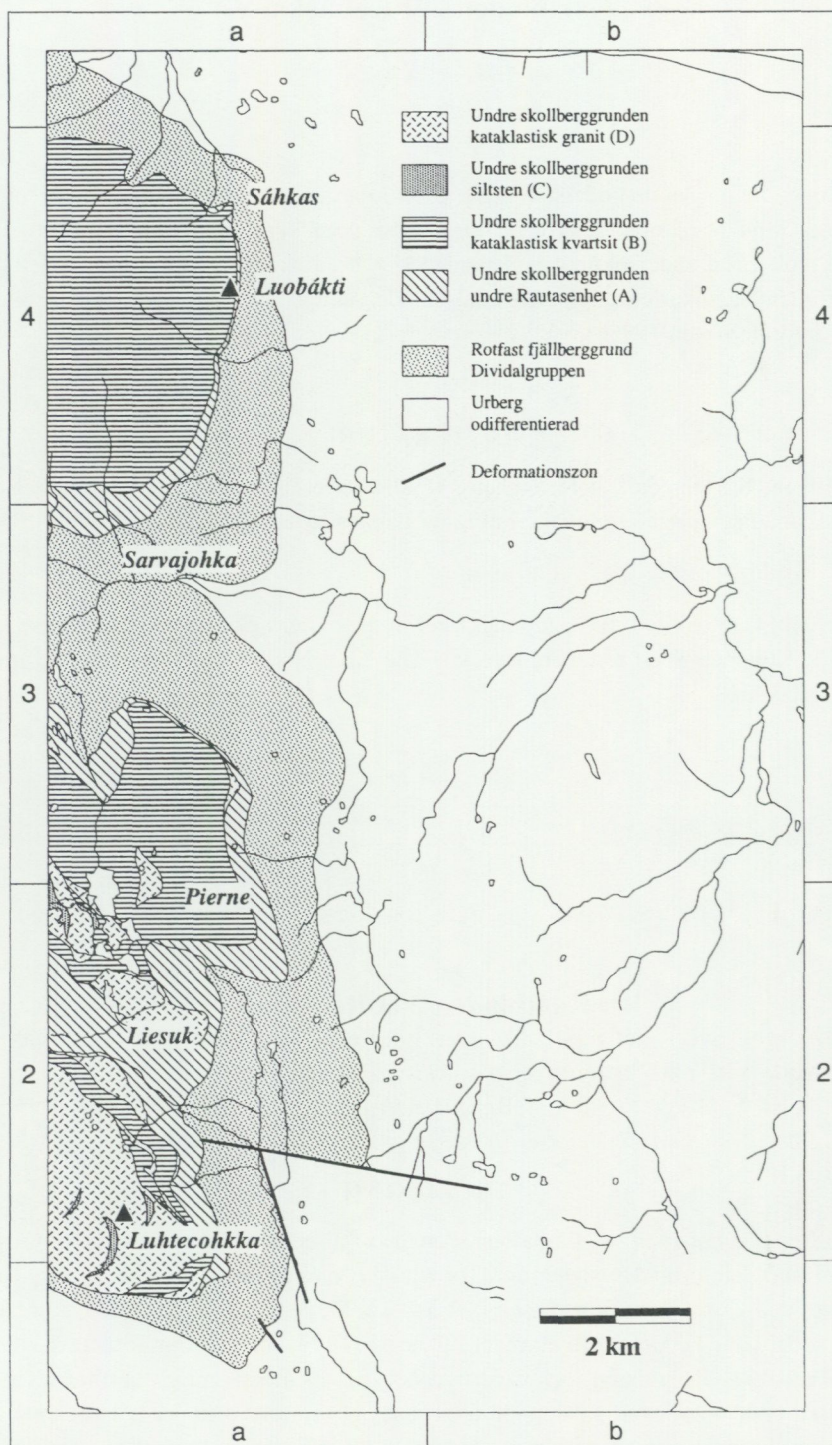 a
b
Undre skollberggrunden
kataklastisk granit (D)
Undre skollberggrunden
siltsten (C)
Sáhkas
Undre skollberggrunden
kataklastisk kvartsit (B)
Luobákti
Undre skollberggrunden
undre Rautasenhet (A)
4
4
Rotfast fjällberggrund
Dividalgruppen
Urberg
odifferentierad
Deformationszon
Sarvajohka
3
3
Pierne
Liesuk
2
2
Luhtecohkka
2 km
a
b